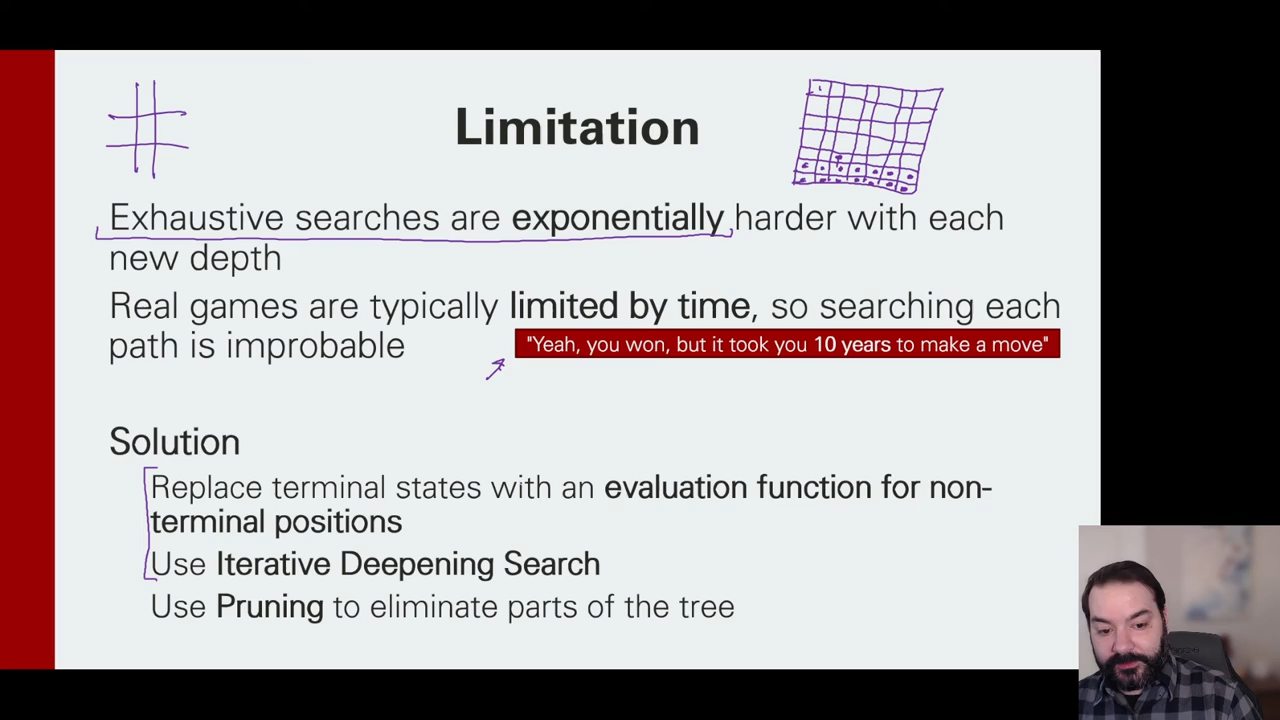 Limitation
Exhaustive searches are exponentially harder with each
new depth
Real games are typically limited by time, so searching each
path is improbable
"Yeah, you won, but it took you 10 years to make a move"
Solution
Replace terminal states with an evaluation function for non-
terminal positions
Use Iterative Deepening Search
Use Pruning to eliminate parts of the tree